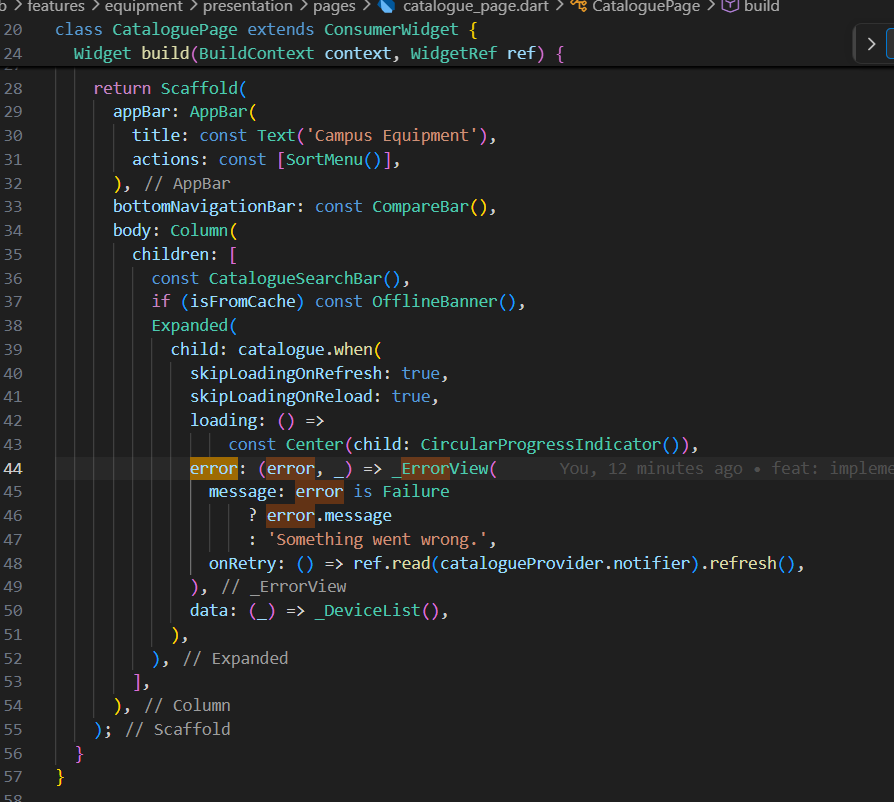 features > equipment > presentation > pages > catalogue_page.dart > CataloguePage > build
20 class CataloguePage extends ConsumerWidget {
24 Widget build(BuildContext context, WidgetRef ref) {
28 return Scaffold(
29 appBar: AppBar(
30 title: const Text('Campus Equipment'),
31 actions: const [SortMenu()],
32 ), // AppBar
33 bottomNavigationBar: const CompareBar(),
34 body: Column(
35 children: [
36 const CatalogueSearchBar(),
37 if (isFromCache) const OfflineBanner(),
38 Expanded(
39 child: catalogue.when(
40 skipLoadingOnRefresh: true,
41 skipLoadingOnReload: true,
42 loading: () =>
43 const Center(child: CircularProgressIndicator()),
44 error: (error, _) => _ErrorView( You, 12 minutes ago • feat: impleme
45 message: error is Failure
46 ? error.message
47 : 'Something went wrong.',
48 onRetry: () => ref.read(catalogueProvider.notifier).refresh(),
49 ), // _ErrorView
50 data: (_) => _DeviceList(),
51 ),
52 ), // Expanded
53 ],
54 ), // Column
55 ); // Scaffold
56 }
57 }
58